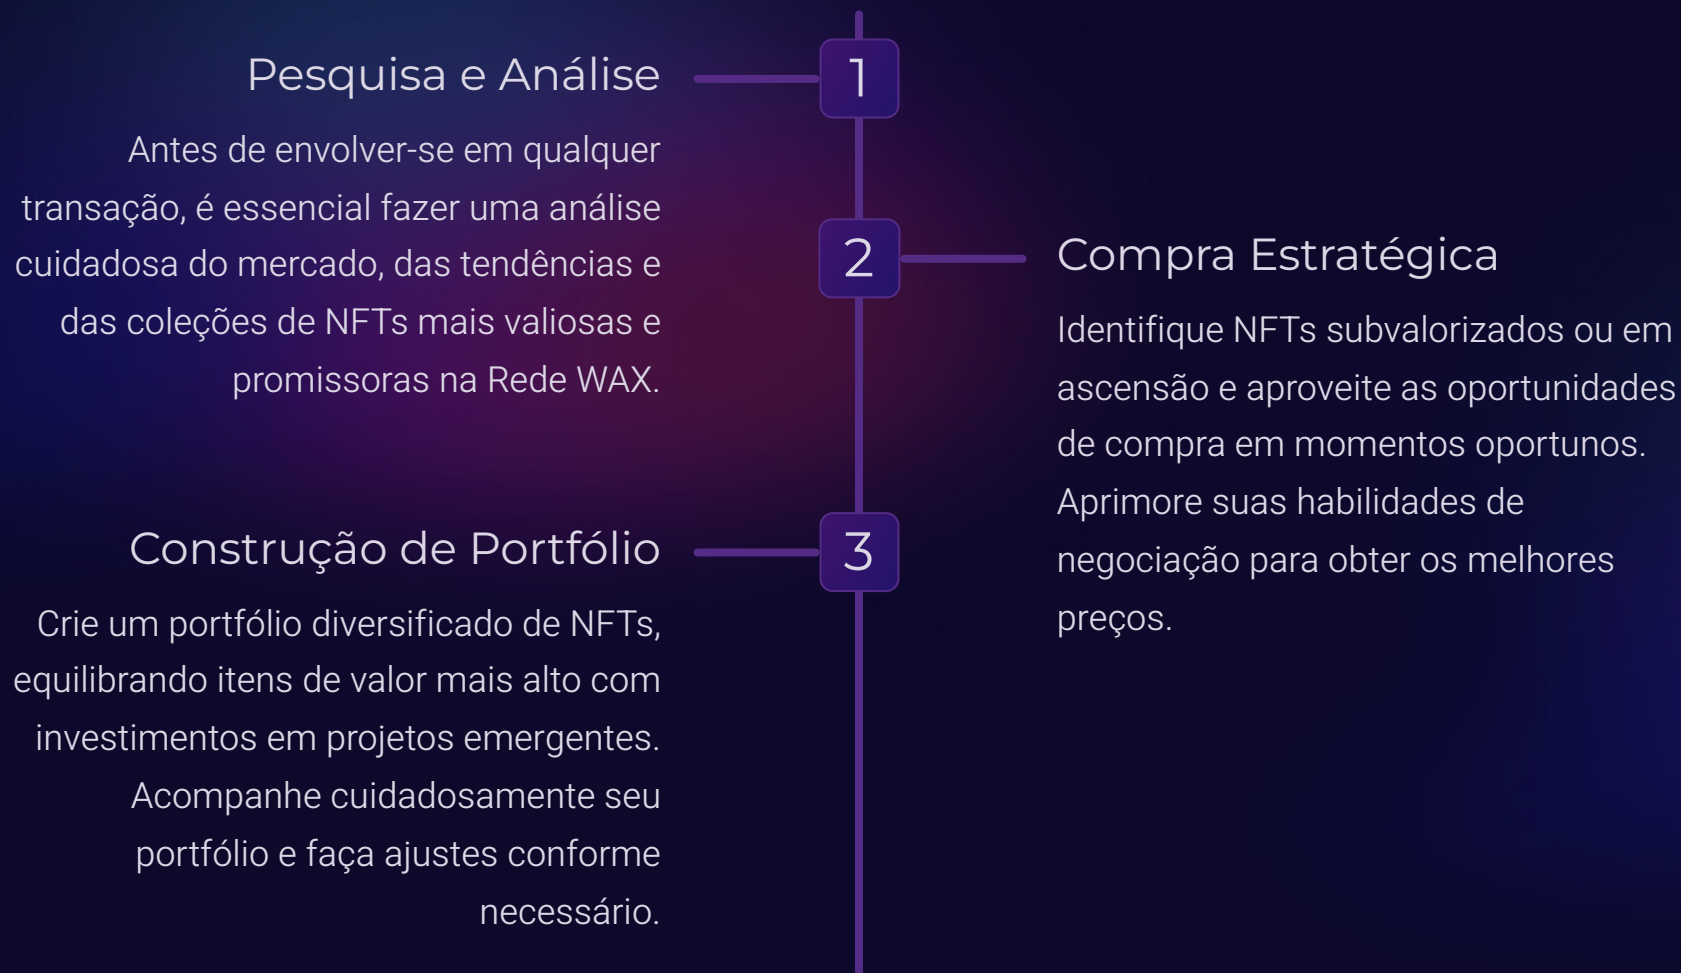 1
Pesquisa e Análise
Antes de envolver-se em qualquer
transação, é essencial fazer uma análise
cuidadosa do mercado, das tendências e
das coleções de NFTs mais valiosas e
promissoras na Rede WAX.
2
Compra Estratégica
Identifique NFTs subvalorizados ou em
ascensão e aproveite as oportunidades
de compra em momentos oportunos.
Aprimore suas habilidades de
negociação para obter os melhores
preços.
3
Construção de Portfólio
Crie um portfólio diversificado de NFTs,
equilibrando itens de valor mais alto com
investimentos em projetos emergentes.
Acompanhe cuidadosamente seu
portfólio e faça ajustes conforme
necessário.